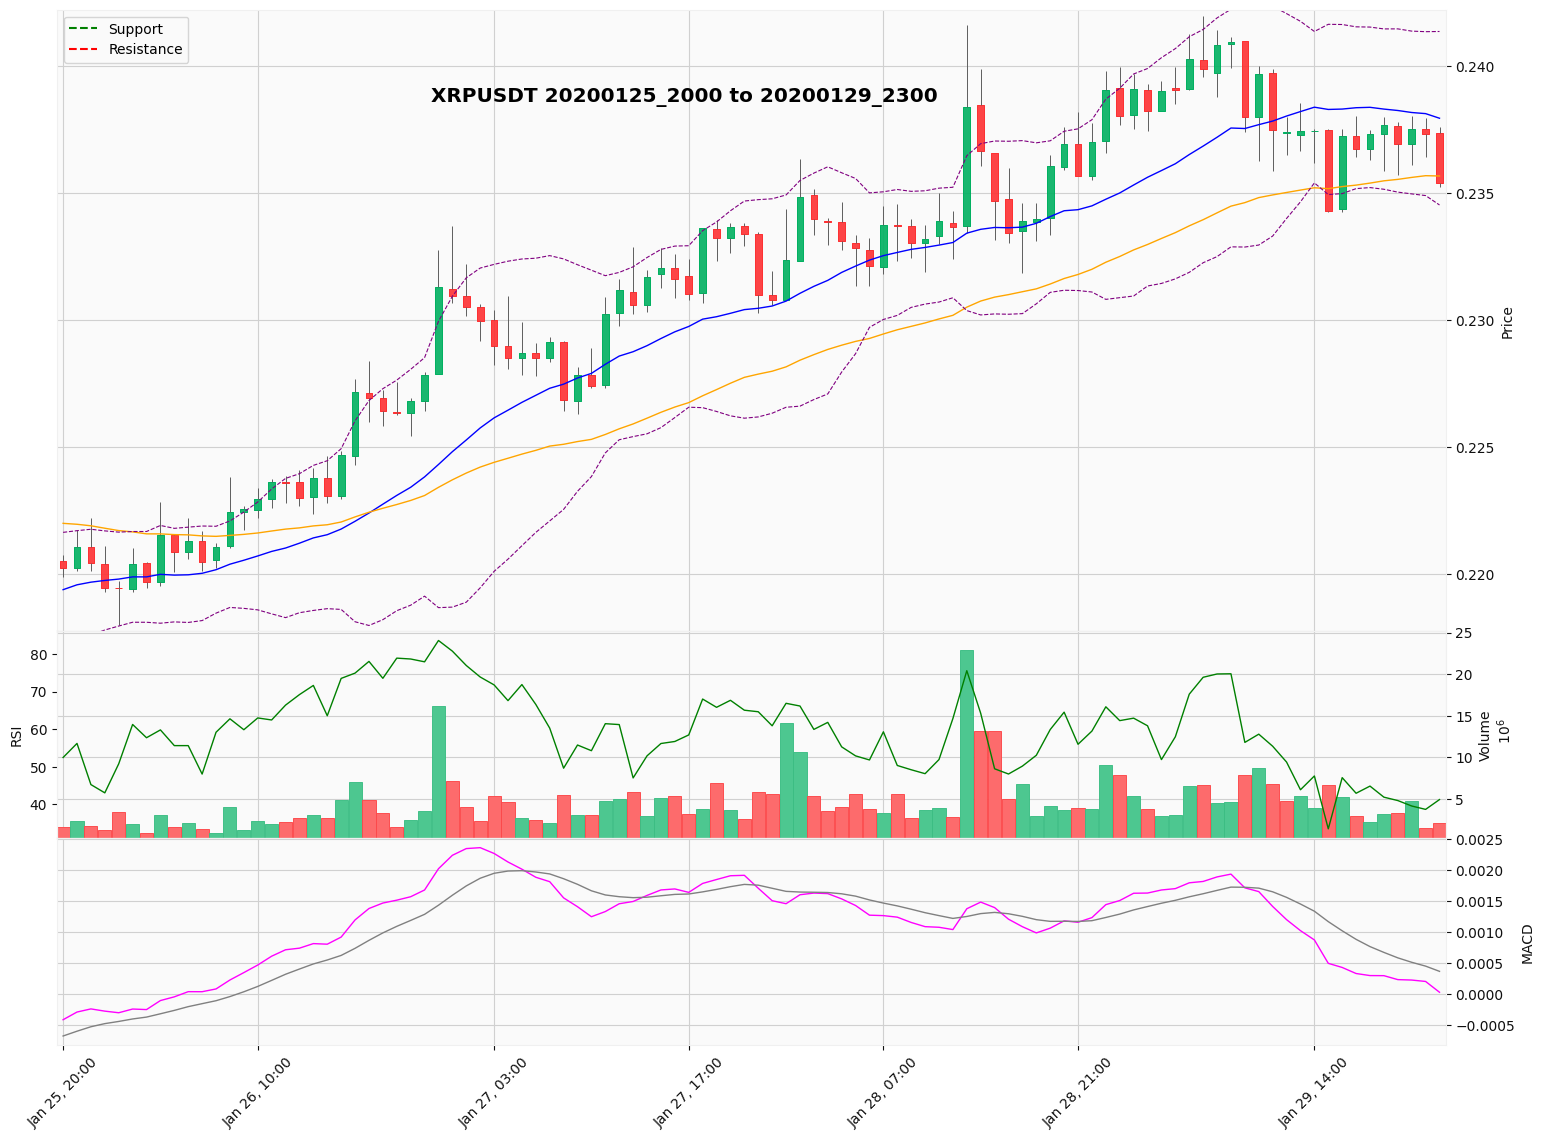 Support
Resistance
XRPUSDT 20200125_2000 to 20200129_2300
0.240
0.235
0.230
0.225
0.220
Price
80
70
60
50
40
RSI
25
20
15
10
5
Volume
10^6
0.0025
0.0020
0.0015
0.0010
0.0005
0.0000
−0.0005
MACD
Jan 25, 20:00
Jan 26, 10:00
Jan 27, 03:00
Jan 27, 17:00
Jan 28, 07:00
Jan 28, 21:00
Jan 29, 14:00